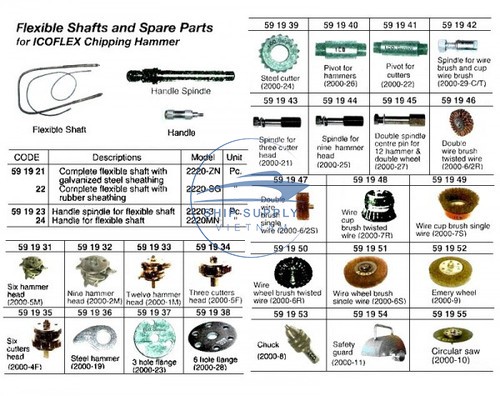 Flexible Shafts and Spare Parts
for ICOFLEX Chipping Hammer
Flexible Shaft
Handle Spindle
Handle
CODE Descriptions Model Unit
59 19 21 Complete flexible shaft with 2220-ZN Pc.
galvanized steel sheathing
22 Complete flexible shaft with 2220-SG "
rubber sheathing
59 19 23 Handle spindle for flexible shaft Pc.
24 Handle for flexible shaft 2220MN "
SHIP SUPPLY
VIETNAM
59 19 31 59 19 32 59 19 33 59 19 34
Six hammer
head
(2000-5M)
Nine hammer
head (2000-2M)
Twelve hammer
head (2000-1M)
Three cutters
head (2000-5F)
59 19 35 59 19 36 59 19 37 59 19 38
Six
cutters
head
(2000-4F)
Steel hammer
(2000-19)
3 hole flange
(2000-23)
6 hole flange
(2000-28)
59 19 39 59 19 40 59 19 41 59 19 42
Steel cutter
(2000-24)
Pivot for
hammers
(2000-26)
Pivot for
cutters
(2000-22)
Spindle for wire
brush and cup
wire brush
(2000-29-C/T)
59 19 43 59 19 44 59 19 45 59 19 46
Spindle for
three cutter
head
(2000-21)
Spindle for
nine hammer
head
(2000-25)
Double spindle
centre pin for
12 hammer &
double wheel
(2000-27)
Double
wire brush
twisted wire
(2000-6/2R)
59 19 47 59 19 48 59 19 49
Double
wire
brush
single
wire
(2000-6/2S)
Wire
cup
brush
twisted wire
(2000-7R)
Wire cup brush single
wire (2000-7S)
59 19 50 59 19 51 59 19 52
Wire wheel brush twisted
wire (2000-6R)
Wire wheel brush
single wire (2000-6S)
Emery wheel
(2000-9)
59 19 53 59 19 54 59 19 55
Chuck
(2000-8)
Safety
guard
(2000-11)
Circular saw
(2000-10)